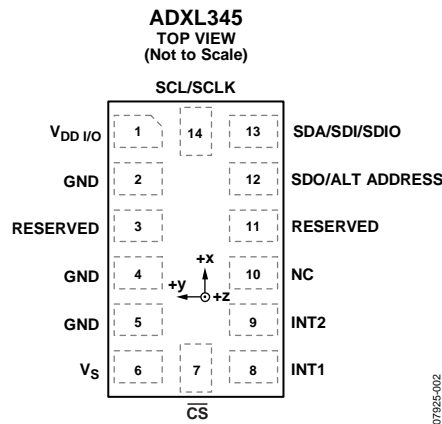 ADXL345
TOP VIEW
(Not to Scale)
SCL/SCLK
VDD I/O 1 14 13 SDA/SDI/SDIO
GND 2 12 SDO/ALT ADDRESS
RESERVED 3 11 RESERVED
+x
GND 4 +y +z 10 NC
GND 5 9 INT2
VS 6 7 8 INT1
CS
07925-002